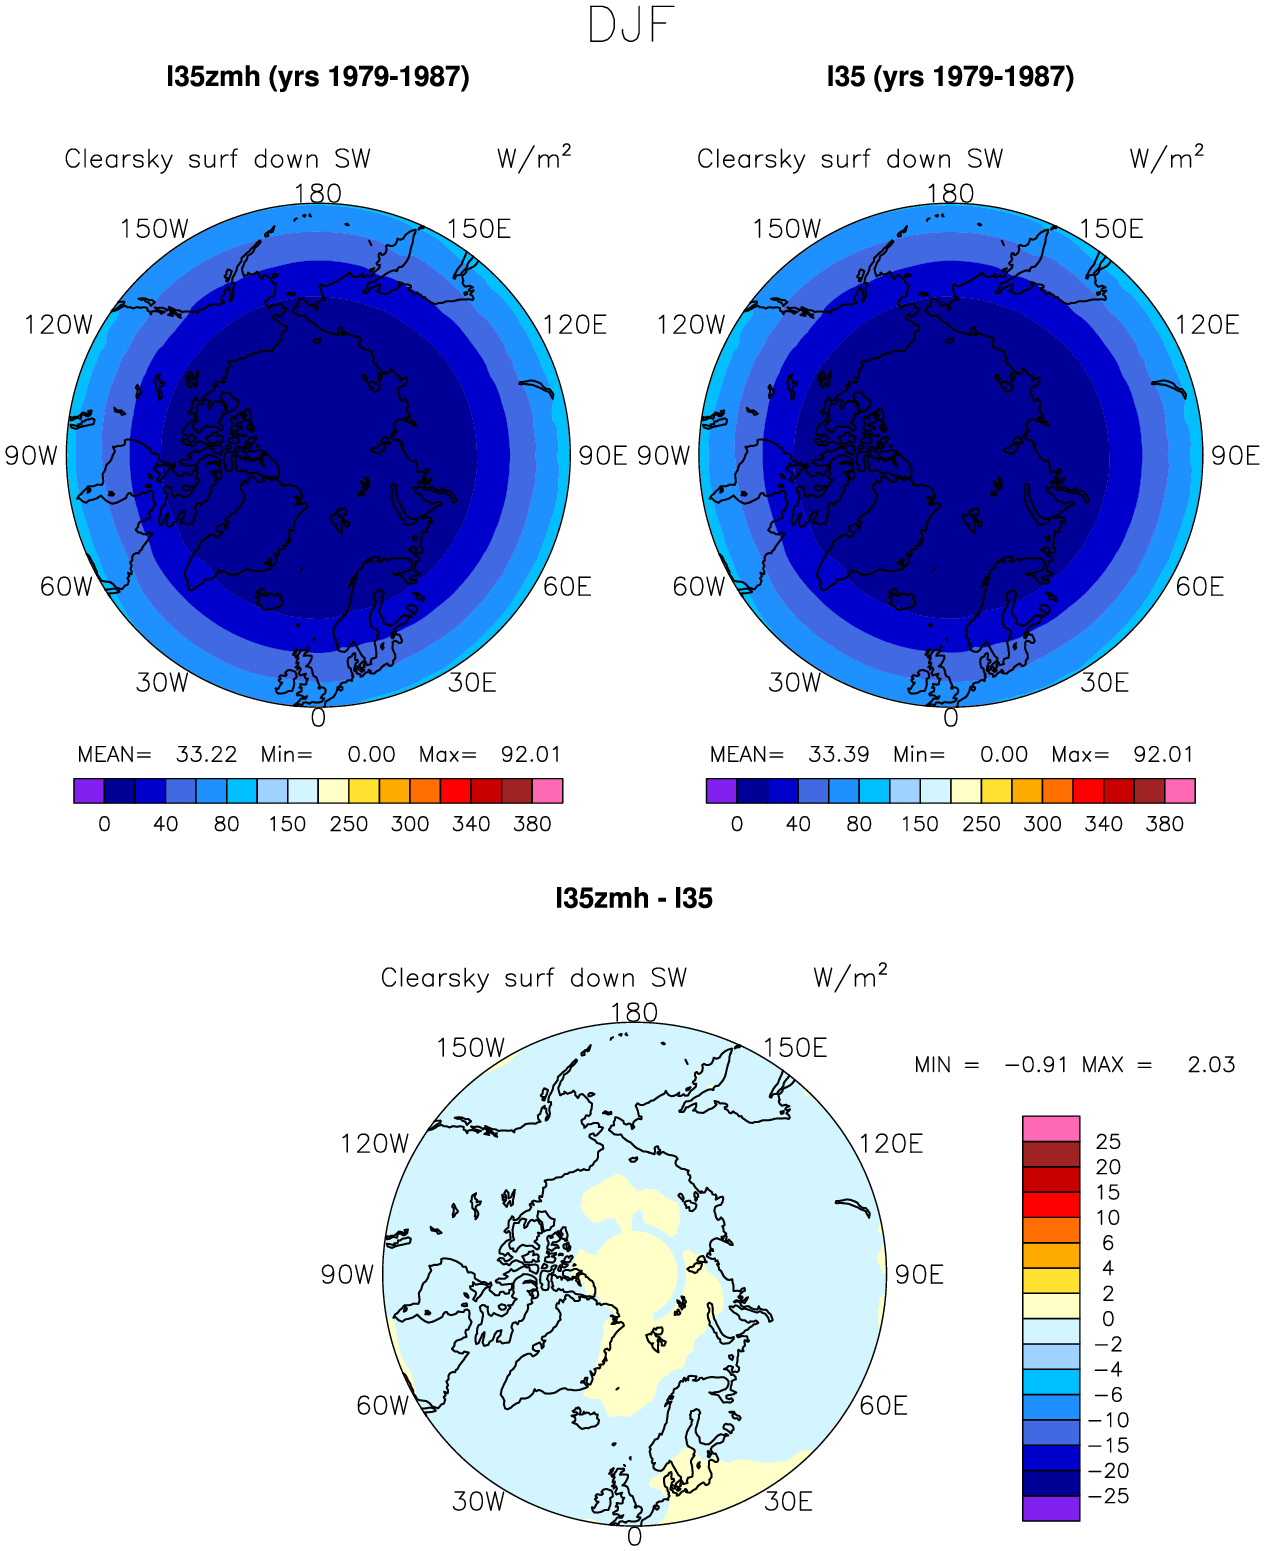 DJF
I35zmh (yrs 1979-1987)
I35 (yrs 1979-1987)
Clearsky surf down SW W/m²
180
150W 150E
120W 120E
90W 90E
60W 60E
30W 30E
0
MEAN= 33.22 Min= 0.00 Max= 92.01
0 40 80 150 250 300 340 380
Clearsky surf down SW W/m²
180
150W 150E
120W 120E
90W 90E
60W 60E
30W 30E
0
MEAN= 33.39 Min= 0.00 Max= 92.01
0 40 80 150 250 300 340 380
I35zmh - I35
Clearsky surf down SW W/m²
180
150W 150E
120W 120E
90W 90E
60W 60E
30W 30E
0
MIN = −0.91 MAX = 2.03
25
20
15
10
6
4
2
0
−2
−4
−6
−10
−15
−20
−25